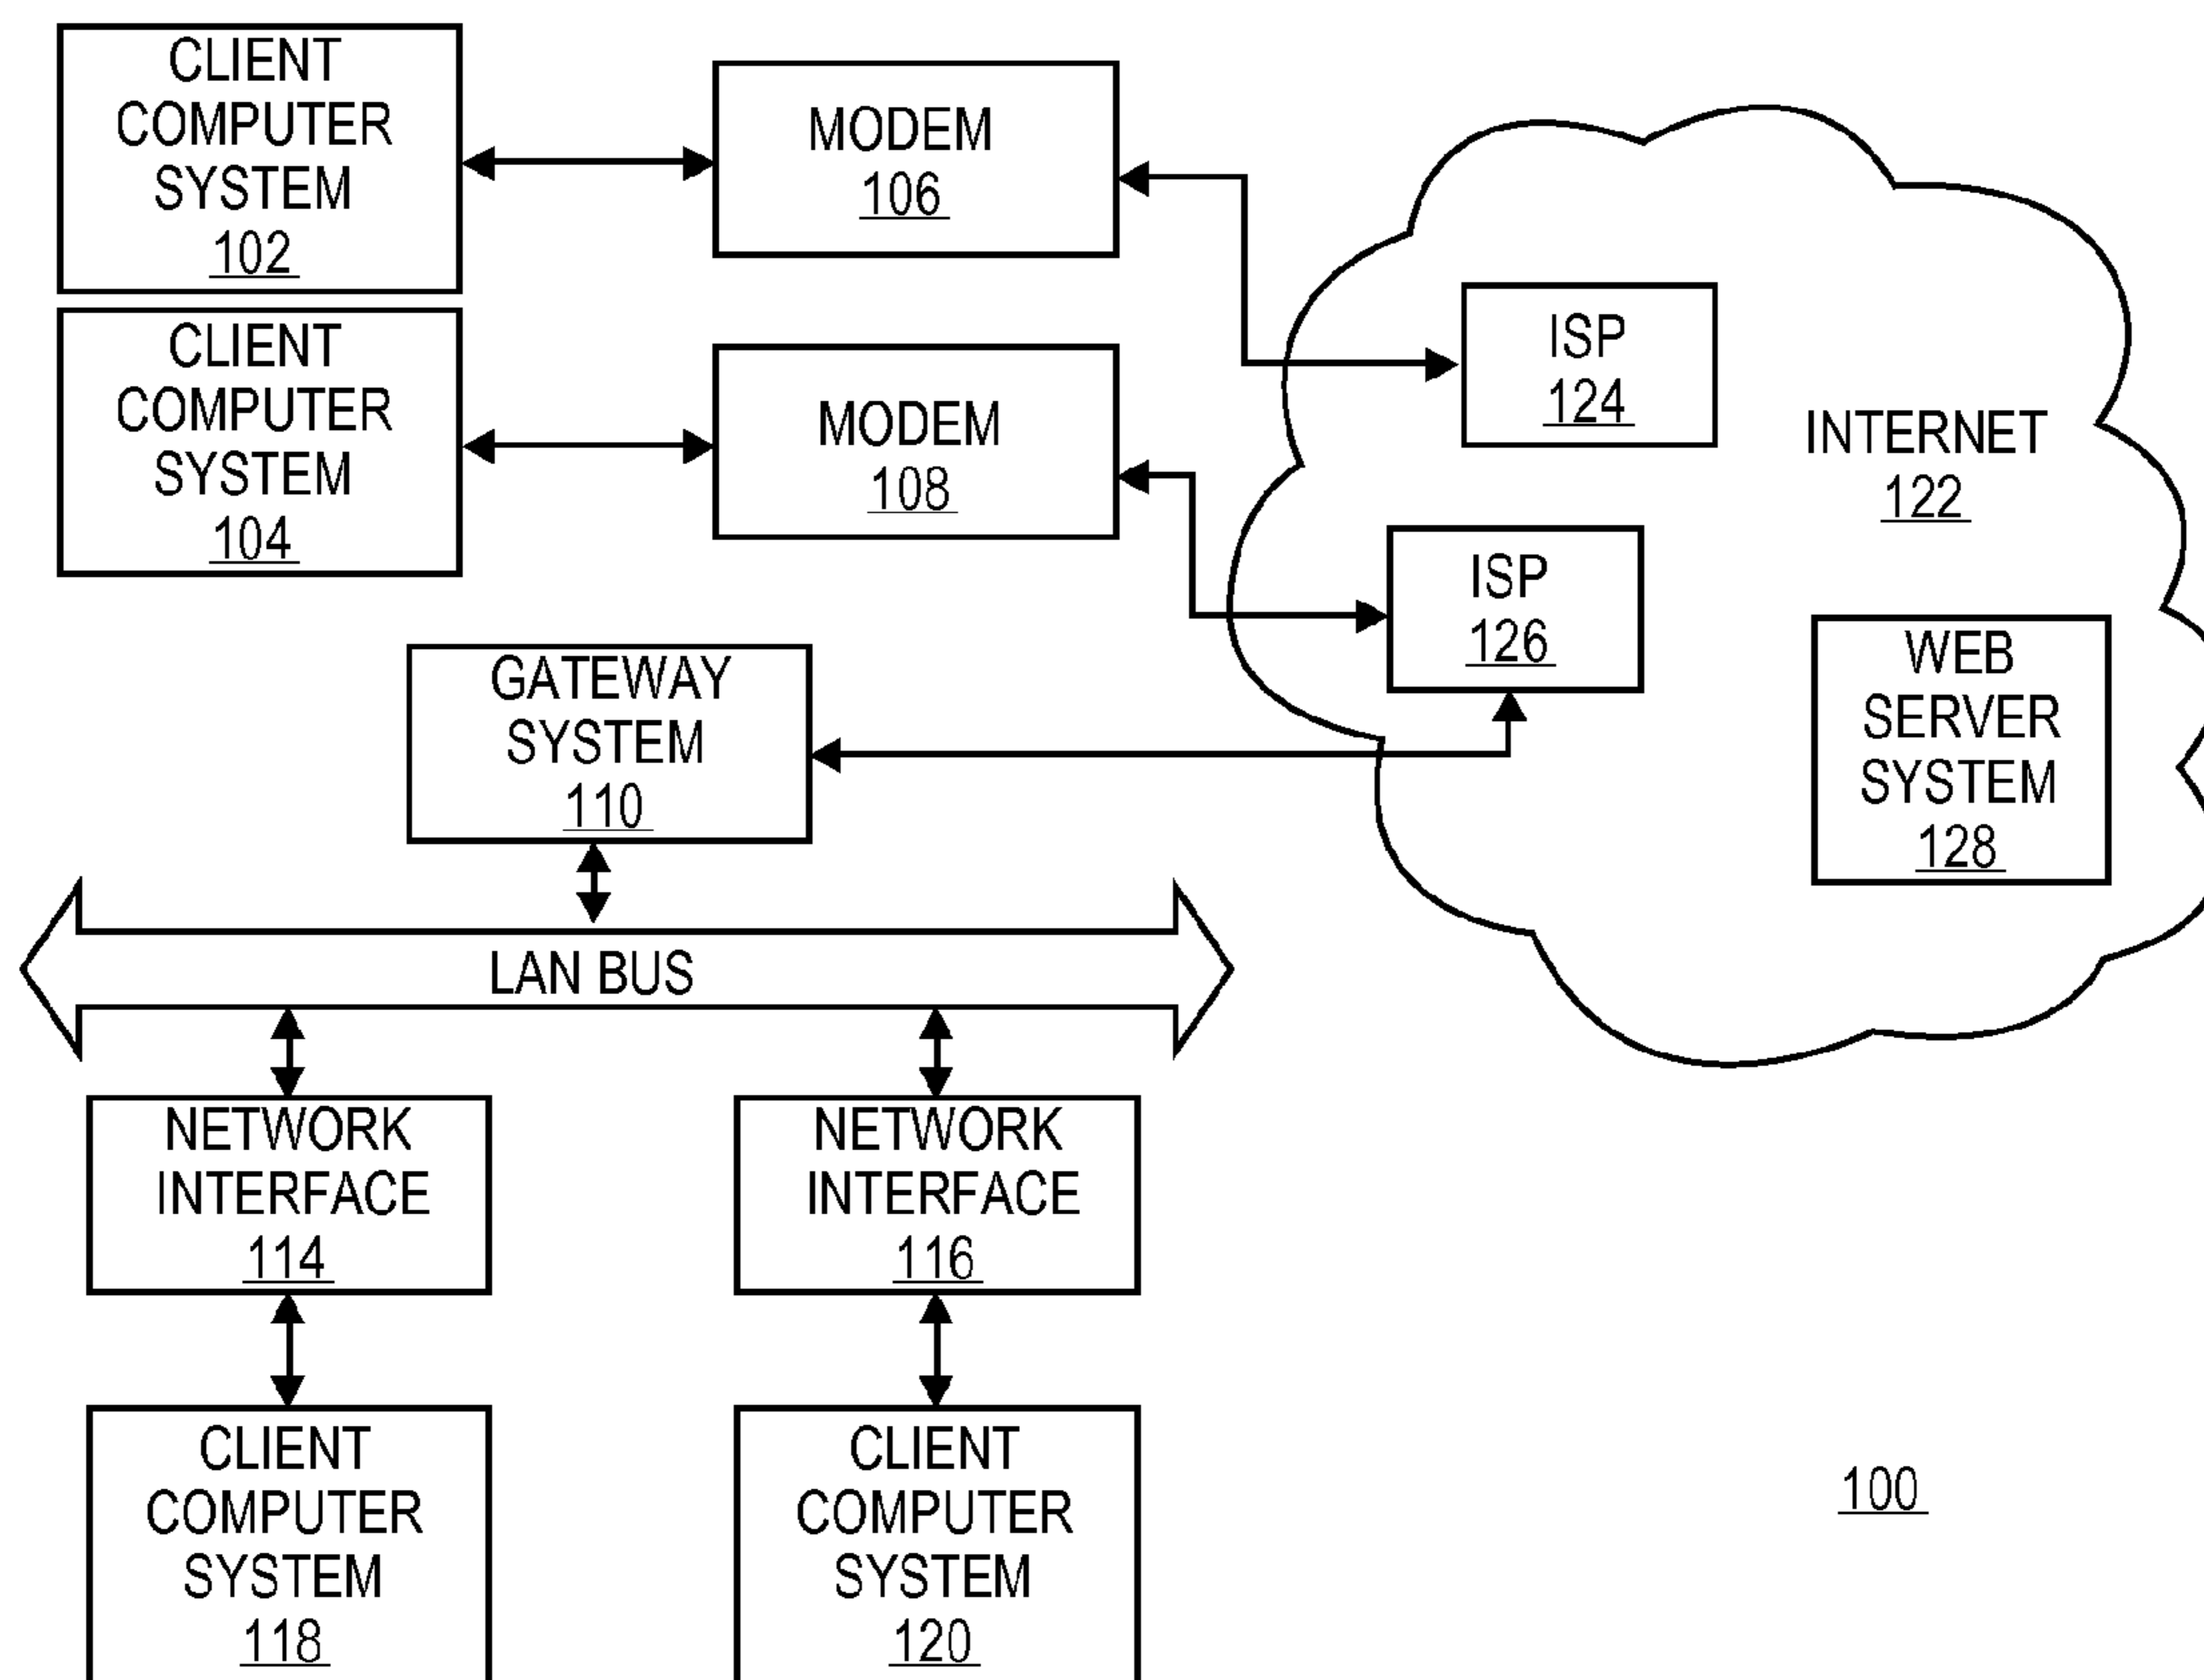 CLIENT
COMPUTER
SYSTEM
102
MODEM
106
CLIENT
COMPUTER
SYSTEM
104
MODEM
108
ISP
124
INTERNET
122
ISP
126
WEB
SERVER
SYSTEM
128
GATEWAY
SYSTEM
110
LAN BUS
NETWORK
INTERFACE
114
NETWORK
INTERFACE
116
CLIENT
COMPUTER
SYSTEM
118
CLIENT
COMPUTER
SYSTEM
120
100